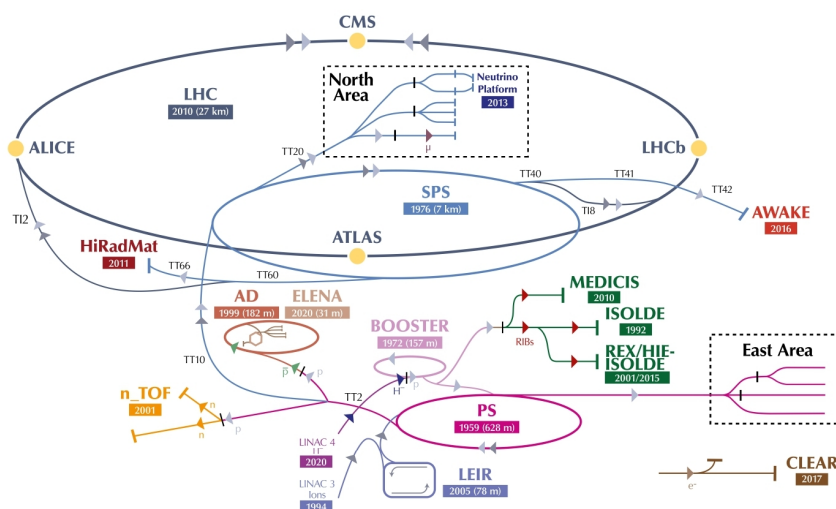 CMS
North
Area
Neutrino
Platform
2013
LHC
2010 (27 km)
μ
ALICE
LHCb
TT20
TT40
TT41
TT42
SPS
1976 (7 km)
TI8
AWAKE
2016
TI2
ATLAS
HiRadMat
2011
TT66
TT60
AD
1999 (182 m)
ELENA
2020 (31 m)
MEDICIS
2010
ISOLDE
1992
BOOSTER
1972 (157 m)
RIBs
REX/HIE-
ISOLDE
2001/2015
East Area
TT10
p
p
H⁻
p
n_TOF
2001
n
n
p
TT2
PS
1959 (628 m)
LINAC 4
H⁻
2020
LINAC 3
Ions
1994
LEIR
2005 (78 m)
CLEAR
2017
e⁻